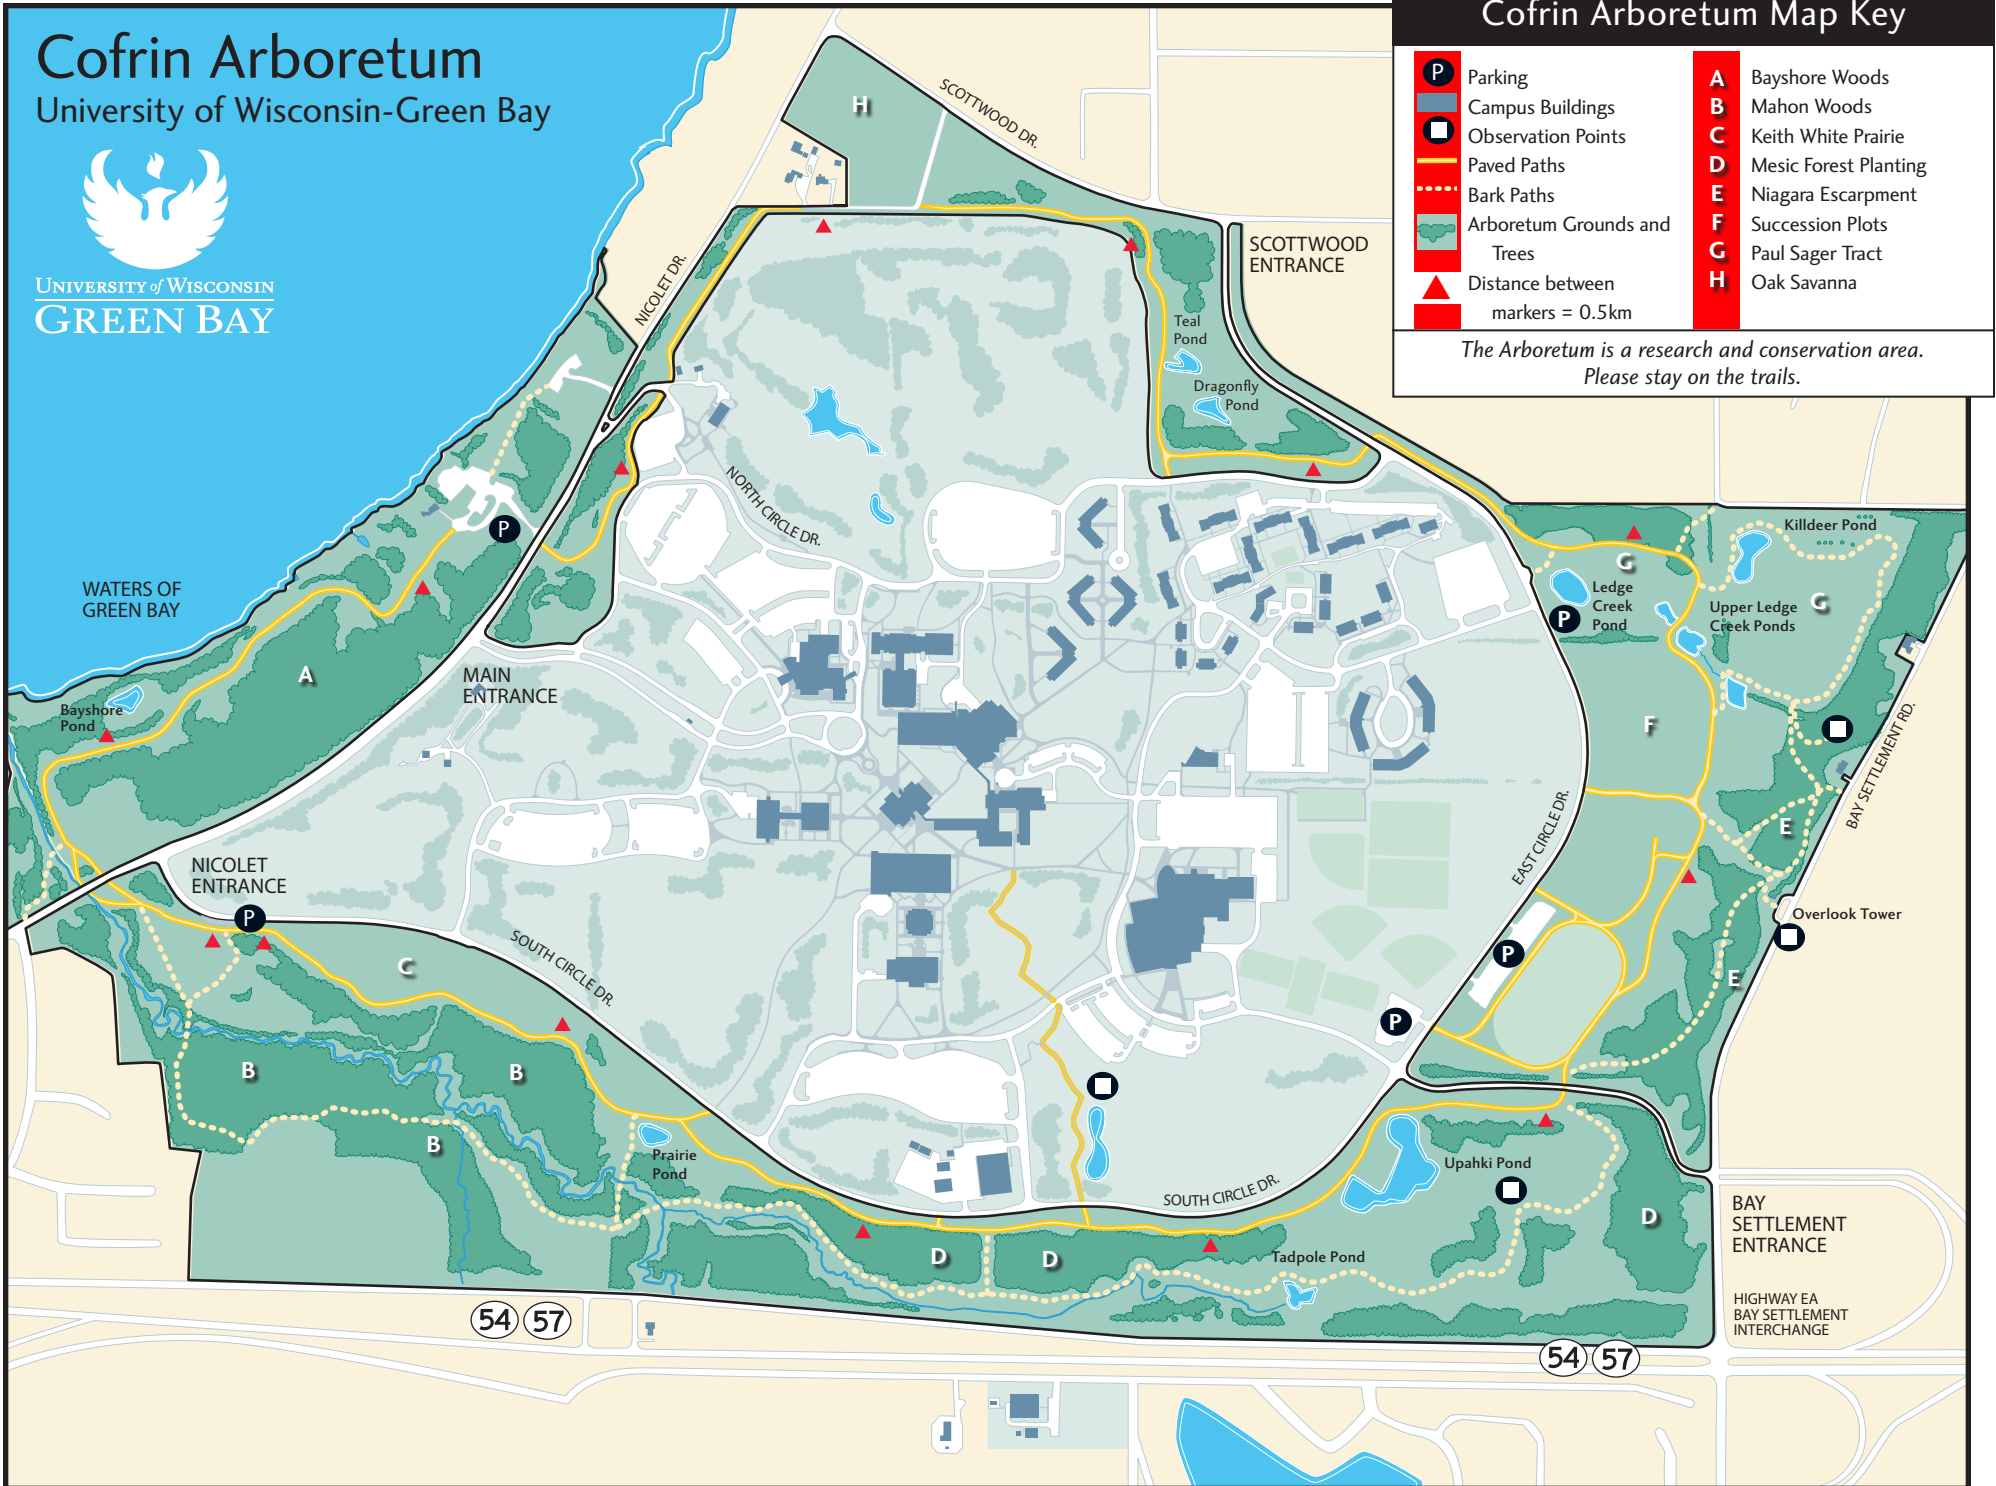 Cofrin Arboretum
University of Wisconsin-Green Bay
UNIVERSITY of WISCONSIN
GREEN BAY
Cofrin Arboretum Map Key
P
Parking
Campus Buildings
Observation Points
Paved Paths
Bark Paths
Arboretum Grounds and
Trees
Distance between
markers = 0.5km
A Bayshore Woods
B Mahon Woods
C Keith White Prairie
D Mesic Forest Planting
E Niagara Escarpment
F Succession Plots
G Paul Sager Tract
H Oak Savanna
The Arboretum is a research and conservation area.
Please stay on the trails.
H
SCOTTWOOD DR.
NICOLET DR.
SCOTTWOOD
ENTRANCE
Teal
Pond
Dragonfly
Pond
NORTH CIRCLE DR.
P
WATERS OF
GREEN BAY
Killdeer Pond
G
Ledge
Creek
Pond
P
Upper Ledge
Creek Ponds
G
A
MAIN
ENTRANCE
Bayshore
Pond
F
BAY SETTLEMENT RD.
E
EAST CIRCLE DR.
NICOLET
ENTRANCE
P
Overlook Tower
SOUTH CIRCLE DR.
C
P
E
P
B
B
B
Prairie
Pond
Upahki Pond
SOUTH CIRCLE DR.
D
BAY
SETTLEMENT
ENTRANCE
D
D
Tadpole Pond
HIGHWAY EA
BAY SETTLEMENT
INTERCHANGE
54 57
54 57